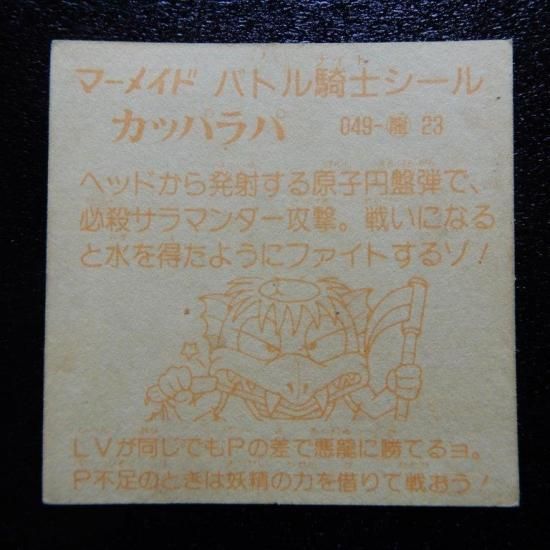 マーメイド バトル騎士シール
カッパラパ 049-龍 23
ヘッドから発射する原子円盤弾で、
必殺サラマンダー攻撃。戦いになる
と水を得たようにファイトするゾ!
LVが同じでもPの差で悪龍に勝てるヨ。
P不足のときは妖精の力を借りて戦おう!